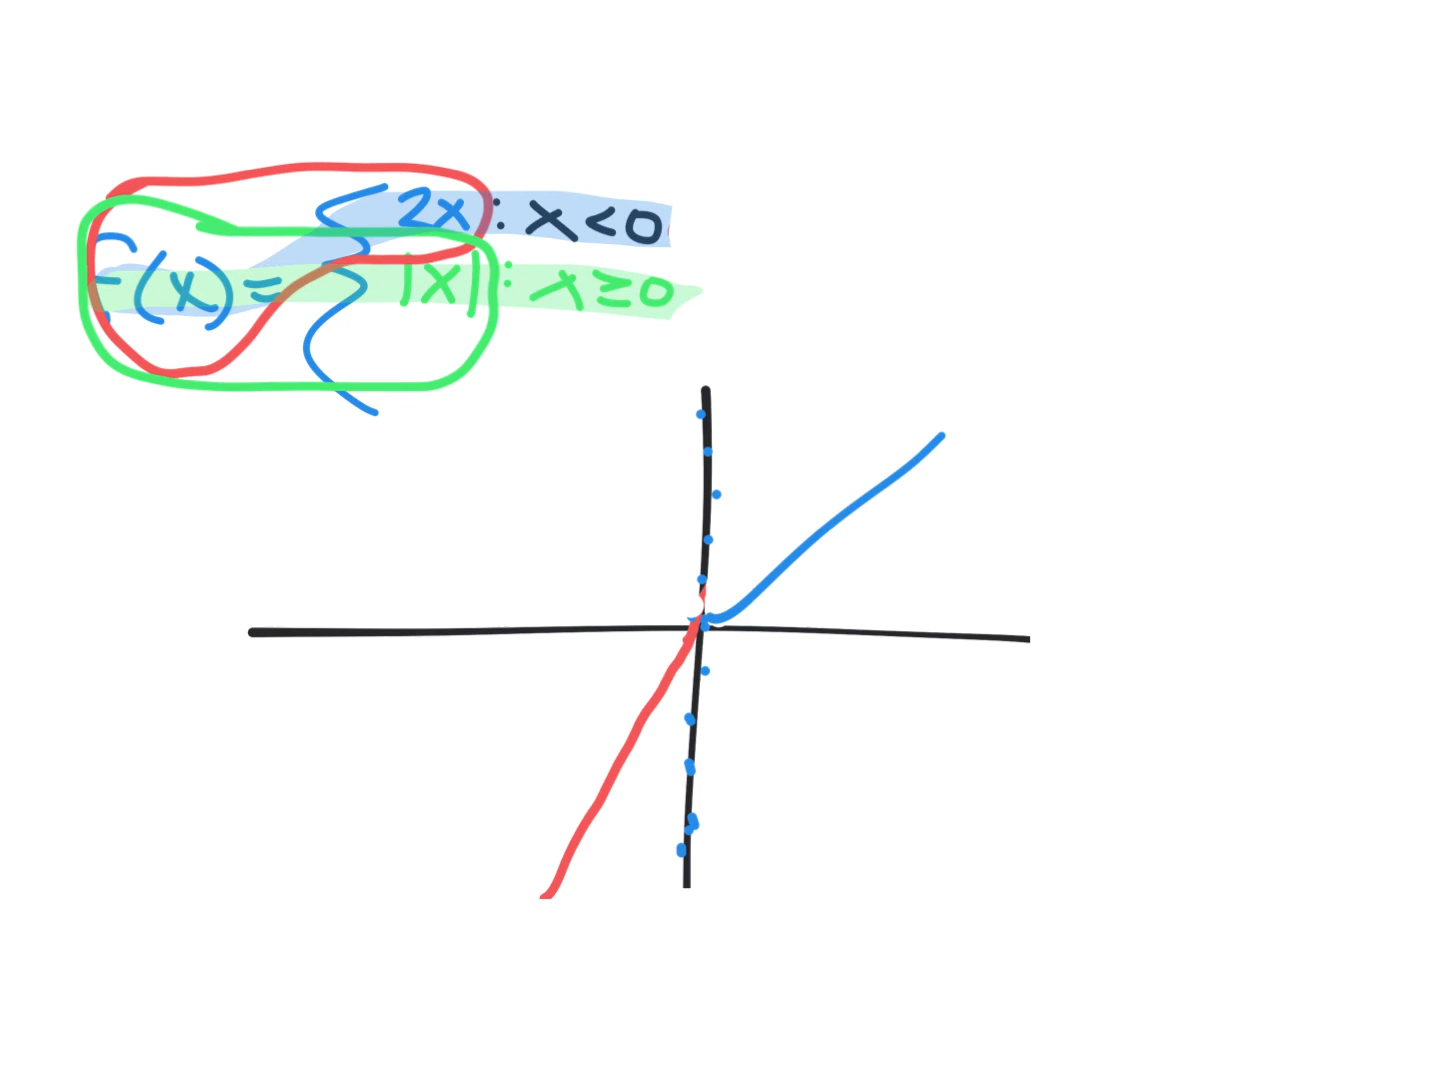 2x : x<0
f(x) = { |x| : x≥0